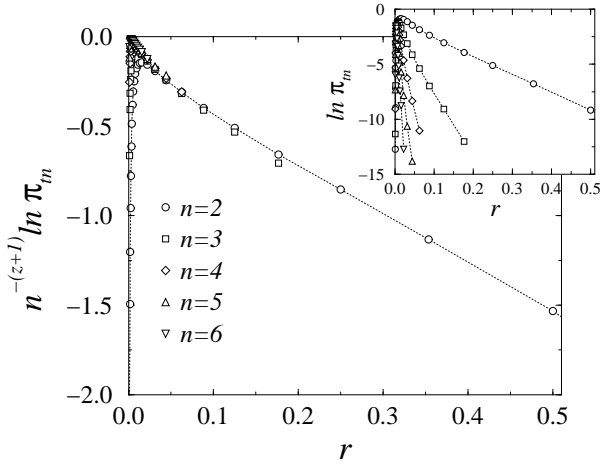 0.0
−0.5
−1.0
−1.5
−2.0
n^{−(z+1)} ln π_{tn}
0.0 0.1 0.2 0.3 0.4 0.5
r
n=2
n=3
n=4
n=5
n=6
0
−5
−10
−15
ln π_{tn}
0.0 0.1 0.2 0.3 0.4 0.5
r